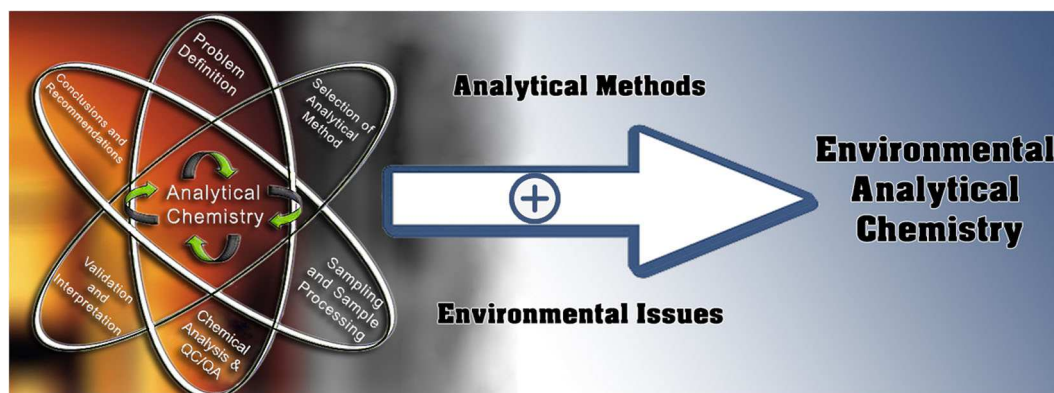 Problem
Definition
Selection of
Analytical
Method
Sampling
and Sample
Processing
Chemical
Analysis &
QC/QA
Validation
and
Interpretation
Conclusions and
Recommendations
Analytical
Chemistry
Analytical Methods
+
Environmental Issues
Environmental
Analytical
Chemistry